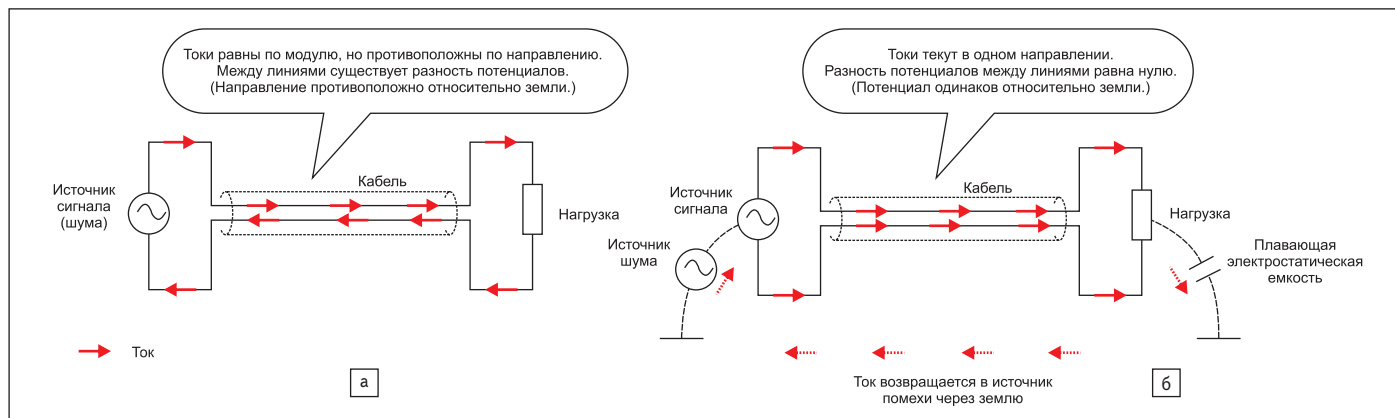 Токи равны по модулю, но противоположны по направлению.
Между линиями существует разность потенциалов.
(Направление противоположно относительно земли.)
Кабель
Источник
сигнала
(шума)
Нагрузка
Ток
а
Токи текут в одном направлении.
Разность потенциалов между линиями равна нулю.
(Потенциал одинаков относительно земли.)
Кабель
Источник
сигнала
Источник
шума
Нагрузка
Плавающая
электростатическая
емкость
Ток возвращается в источник
помехи через землю
б